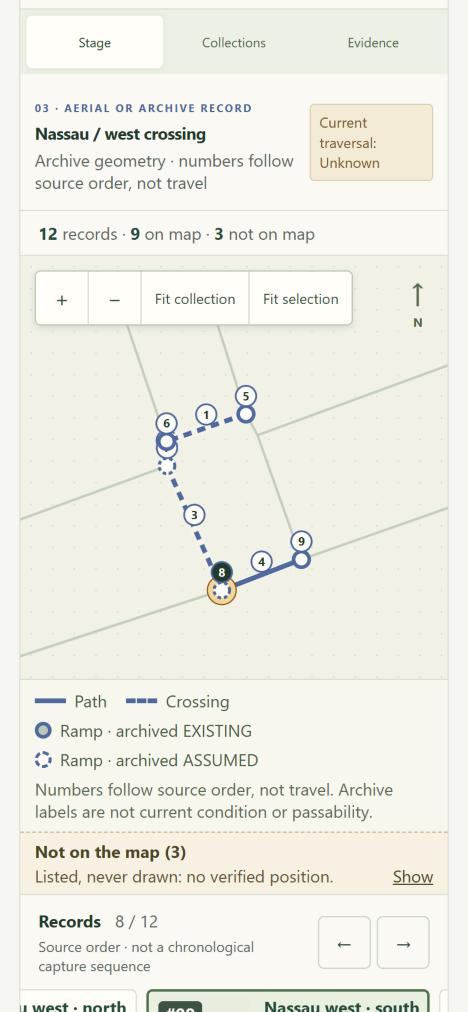 Stage
Collections
Evidence
03 · AERIAL OR ARCHIVE RECORD
Nassau / west crossing
Archive geometry · numbers follow
source order, not travel
Current
traversal:
Unknown
12 records · 9 on map · 3 not on map
+
−
Fit collection
Fit selection
↑
N
5
6
1
3
9
4
8
Path
Crossing
Ramp · archived EXISTING
Ramp · archived ASSUMED
Numbers follow source order, not travel. Archive
labels are not current condition or passability.
Not on the map (3)
Listed, never drawn: no verified position.
Show
Records 8 / 12
Source order · not a chronological
capture sequence
←
→
west · north
Nassau west · south